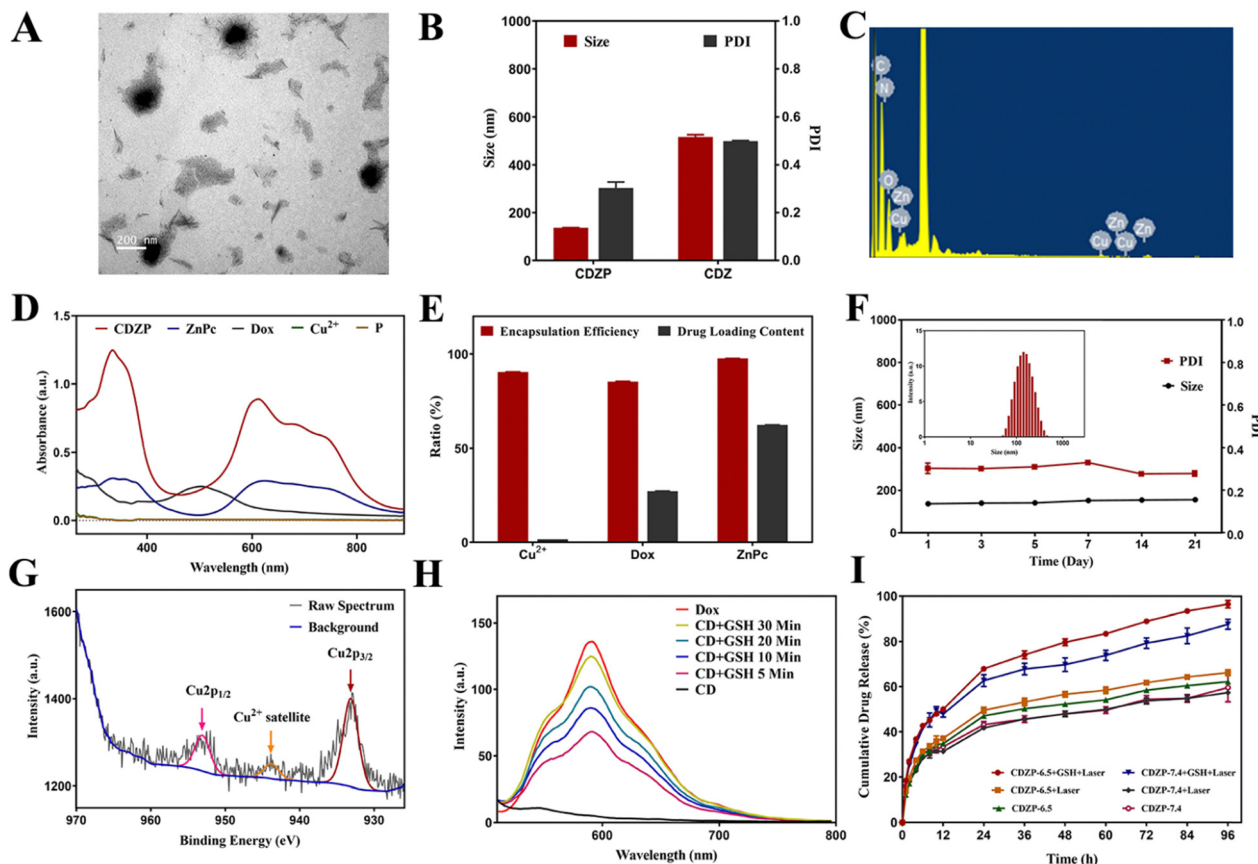 A
200 nm
B
Size
PDI
1000
800
600
400
200
0
1.0
0.8
0.6
0.4
0.2
0.0
Size (nm)
PDI
CDZP
CDZ
C
C
N
O
Zn
Cu
Cu
Zn
Cu
Zn
D
CDZP
ZnPc
Dox
Cu2+
P
1.5
1.0
0.5
0.0
Absorbance (a.u.)
400
600
800
Wavelength (nm)
E
Encapsulation Efficiency
Drug Loading Content
100
50
0
Ratio (%)
Cu2+
Dox
ZnPc
F
1000
800
600
400
200
0
1.0
0.8
0.6
0.4
0.2
0.0
Size (nm)
PDI
15
10
5
0
Intensity (a.u.)
1
10
100
1000
Size (nm)
PDI
Size
1
3
5
7
14
21
Time (Day)
G
1600
1400
1200
Intensity (a.u.)
Raw Spectrum
Background
Cu2p3/2
Cu2p1/2
Cu2+ satellite
970
960
950
940
930
Binding Energy (eV)
H
150
100
50
0
Intensity (a.u.)
Dox
CD+GSH 30 Min
CD+GSH 20 Min
CD+GSH 10 Min
CD+GSH 5 Min
CD
600
700
800
Wavelength (nm)
I
100
80
60
40
20
0
Cumulative Drug Release (%)
CDZP-6.5+GSH+Laser
CDZP-7.4+GSH+Laser
CDZP-6.5+Laser
CDZP-7.4+Laser
CDZP-6.5
CDZP-7.4
0
12
24
36
48
60
72
84
96
Time (h)